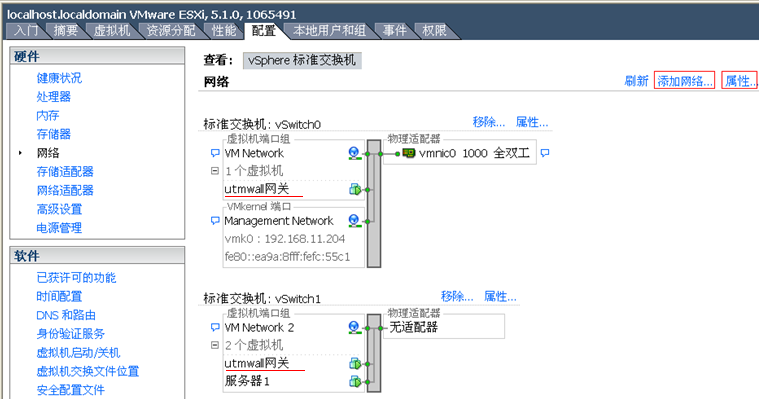 localhost.localdomain VMware ESXi, 5.1.0, 1065491
入门 摘要 虚拟机 资源分配 性能 配置 本地用户和组 事件 权限
硬件
健康状况
处理器
内存
存储器
网络
存储适配器
网络适配器
高级设置
电源管理
软件
已获许可的功能
时间配置
DNS 和路由
身份验证服务
虚拟机启动/关机
虚拟机交换文件位置
安全配置文件
查看: vSphere 标准交换机
网络 刷新 添加网络... 属性...
标准交换机: vSwitch0 移除... 属性...
虚拟机端口组 物理适配器
VM Network vmnic0 1000 全双工
1 个虚拟机
utmwall网关
VMkernel 端口
Management Network
vmk0 : 192.168.11.204
fe80::ea9a:8fff:fefc:55c1
标准交换机: vSwitch1 移除... 属性...
虚拟机端口组 物理适配器
VM Network 2 无适配器
2 个虚拟机
utmwall网关
服务器1